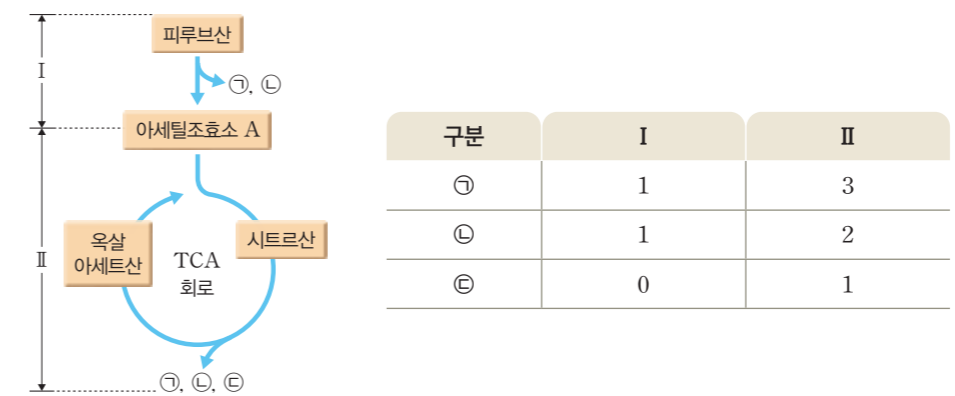 피루브산
Ⅰ
㉠, ㉡
아세틸조효소 A
옥살
아세트산
시트르산
TCA
회로
Ⅱ
㉠, ㉡, ㉢
구분 Ⅰ Ⅱ
㉠ 1 3
㉡ 1 2
㉢ 0 1